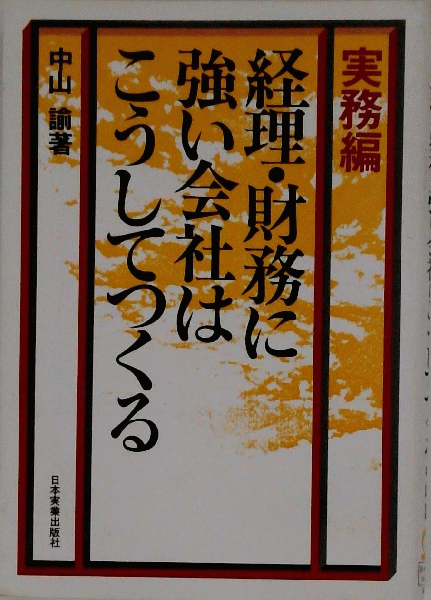 実務編
経理・財務に
強い会社は
こうしてつくる
中山 諭著
日本実業出版社